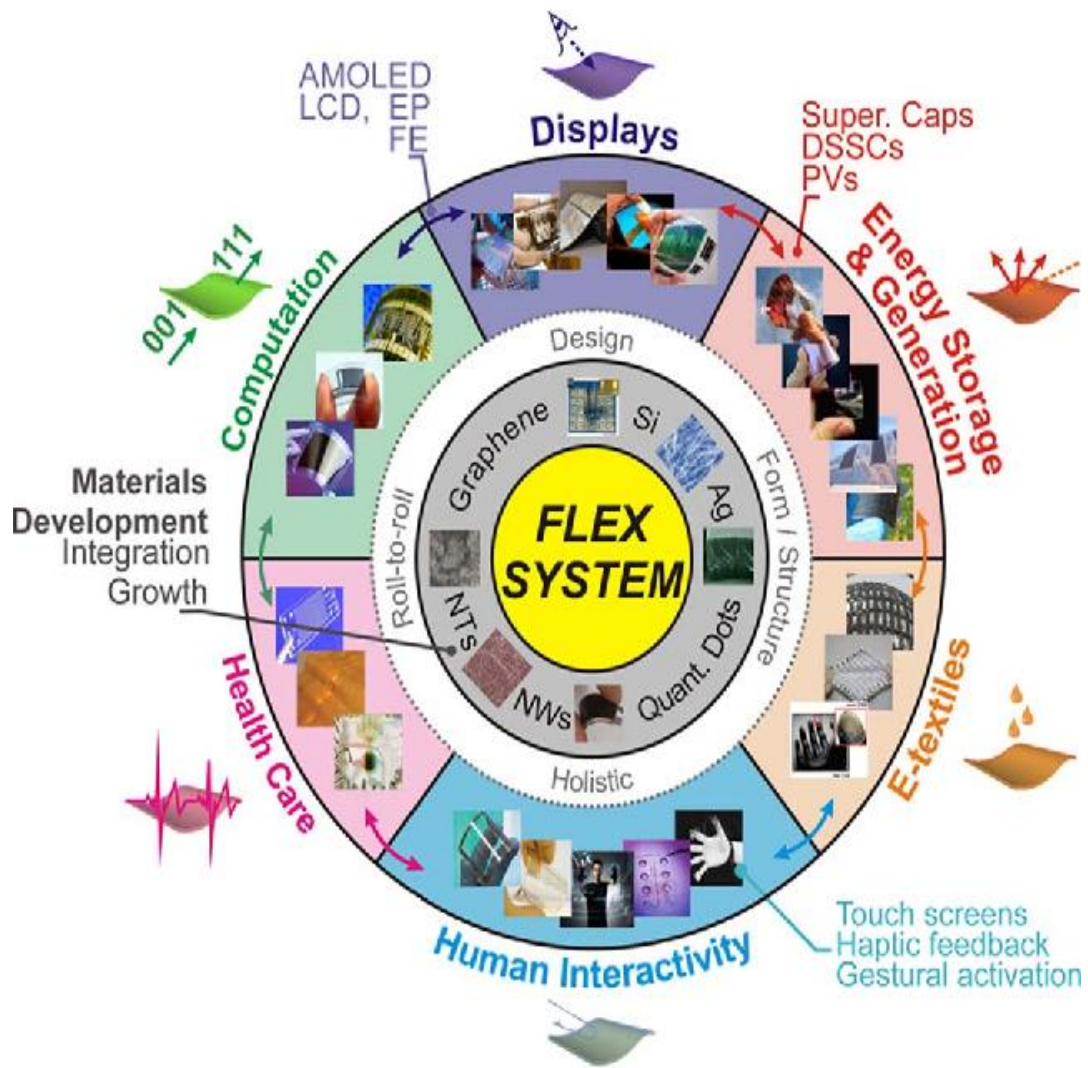 AMOLED
LCD, EP
FE
Displays
Super. Caps
DSSCs
PVs
Energy Storage
& Generation
001
111
Computation
Design
Graphene
Si
Ag
Form / Structure
Roll-to-roll
FLEX
SYSTEM
Materials
Development
Integration
Growth
NTs
NWs
Quant. Dots
Holistic
Health Care
E-textiles
Human Interactivity
Touch screens
Haptic feedback
Gestural activation